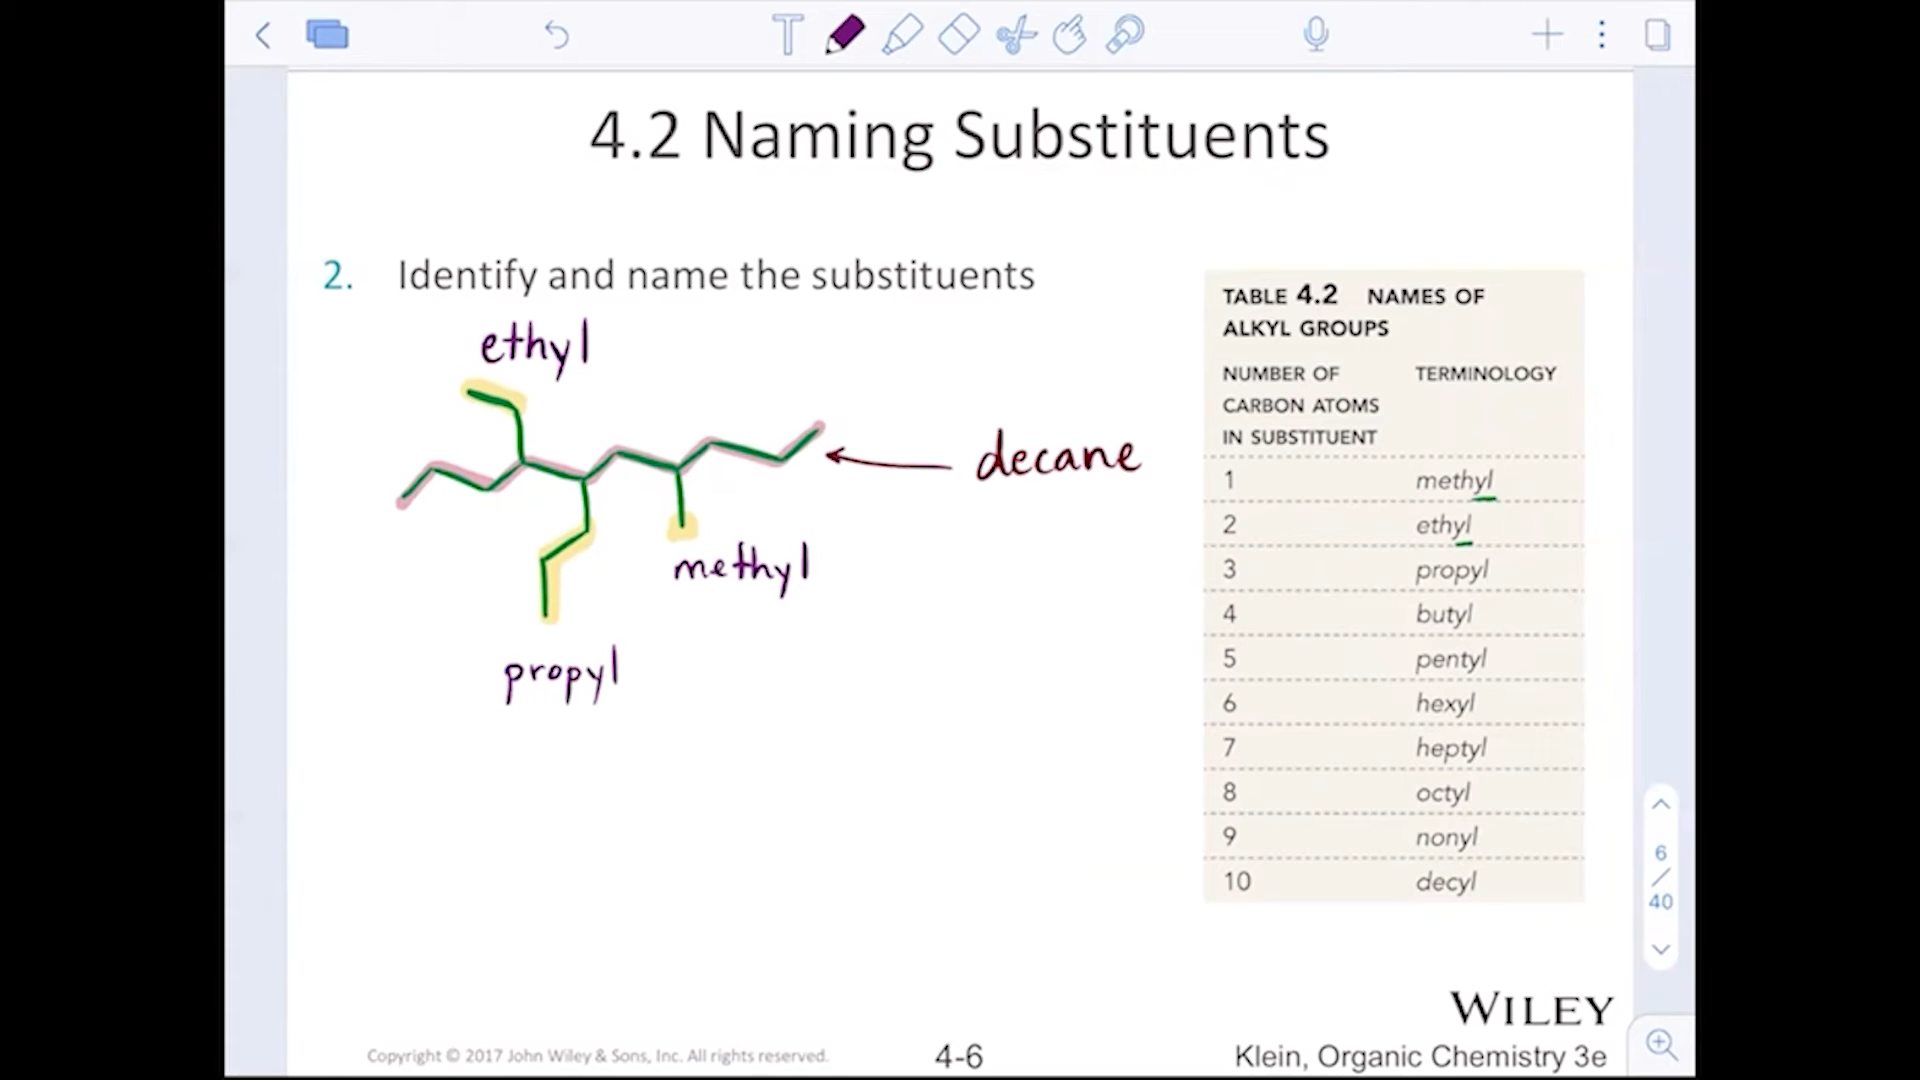 4.2 Naming Substituents
2. Identify and name the substituents
ethyl
decane
methyl
propyl
TABLE 4.2 NAMES OF
ALKYL GROUPS
NUMBER OF TERMINOLOGY
CARBON ATOMS
IN SUBSTITUENT
1 methyl
2 ethyl
3 propyl
4 butyl
5 pentyl
6 hexyl
7 heptyl
8 octyl
9 nonyl
10 decyl
6
/
40
WILEY
Copyright © 2017 John Wiley & Sons, Inc. All rights reserved. 4-6 Klein, Organic Chemistry 3e